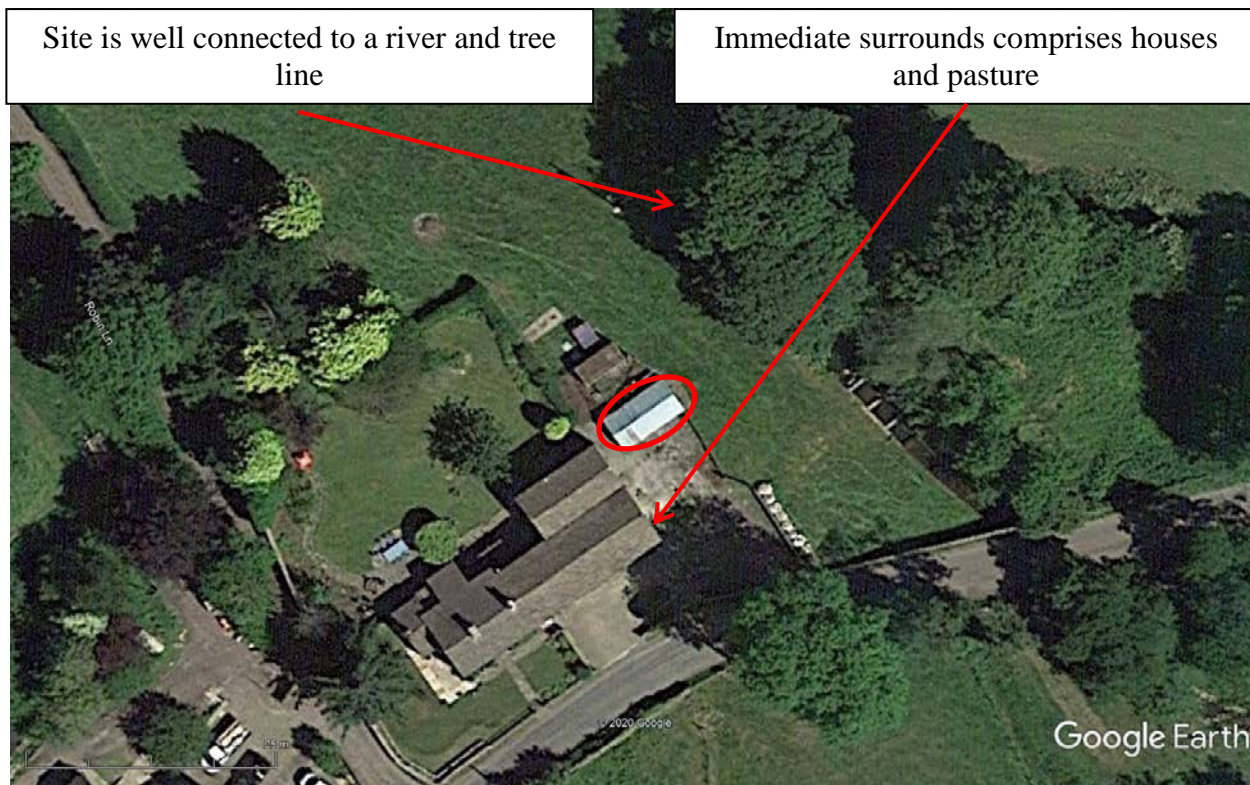 Site is well connected to a river and tree
line
Immediate surrounds comprises houses
and pasture
Robin Ln
© 2020 Google
Google Earth
25 m